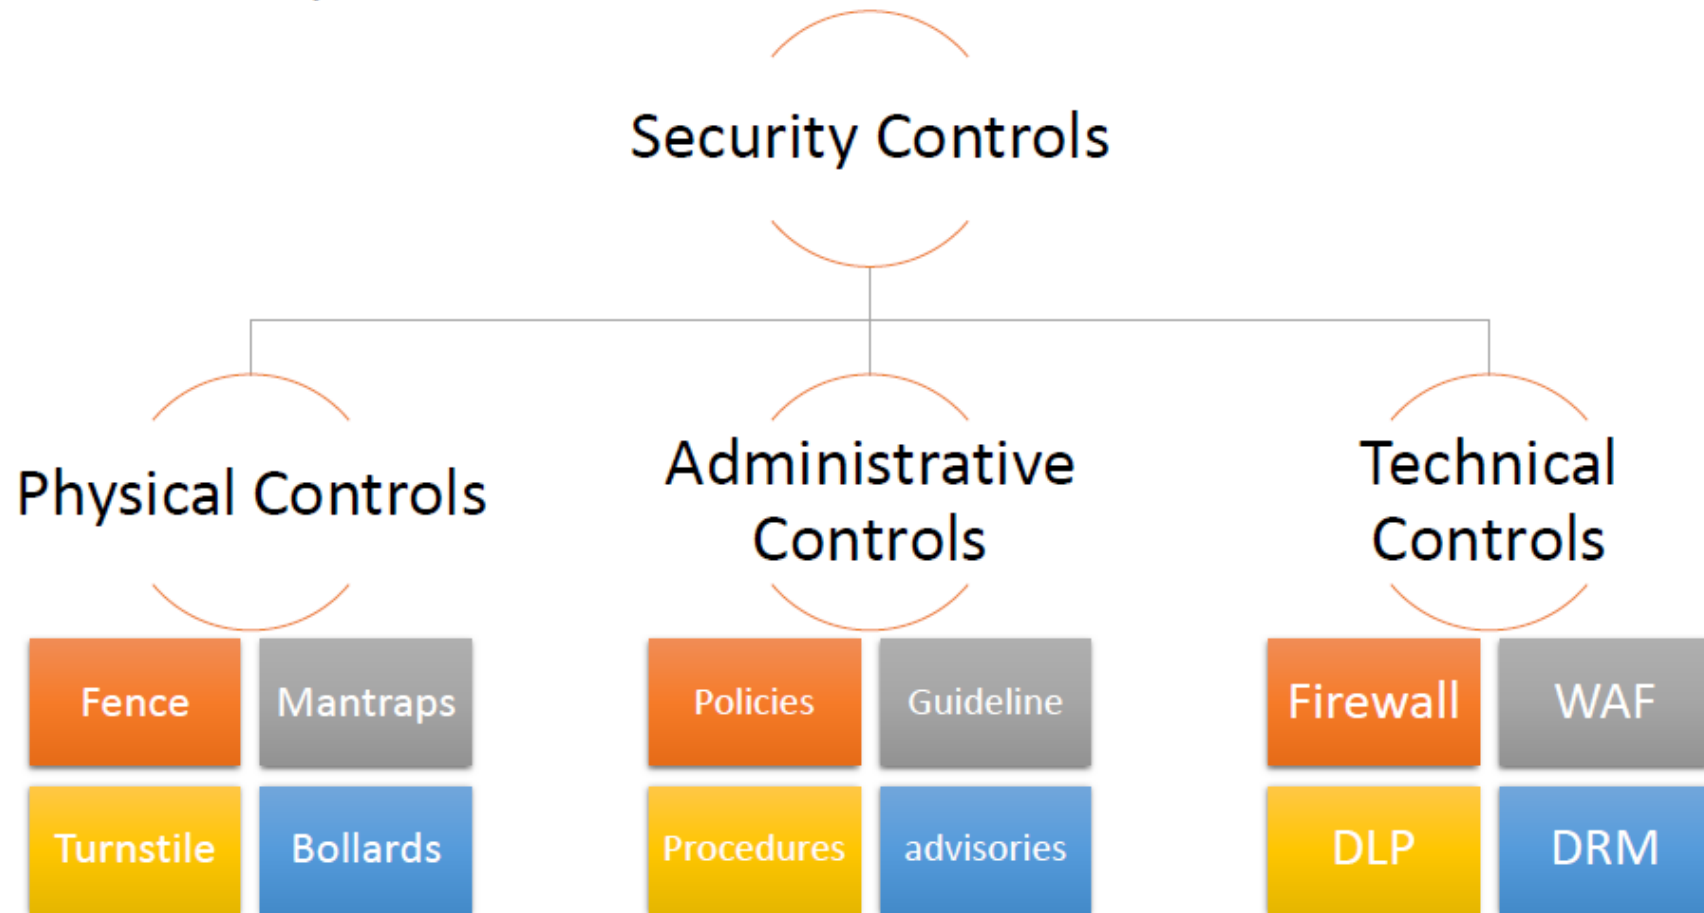 Security Controls
Physical Controls
Administrative
Controls
Technical
Controls
Fence
Mantraps
Turnstile
Bollards
Policies
Guideline
Procedures
advisories
Firewall
WAF
DLP
DRM